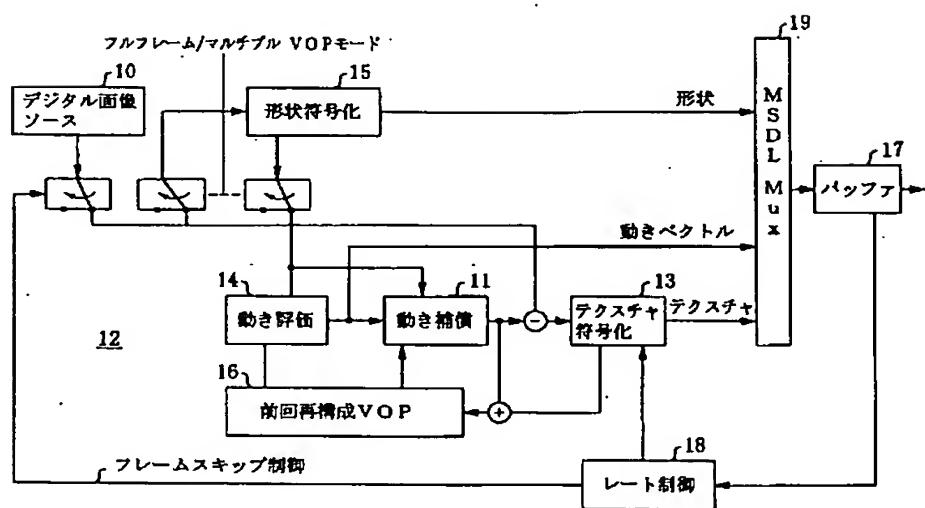 19
フルフレーム/マルチプル VOPモード
10
15
デジタル画像
ソース
形状符号化
形状
MSDL Mux
17
バッファ
動きベクトル
14
11
13
動き評価
動き補償
−
テクスチャ
符号化
テクスチャ
12
16
前回再構成VOP
+
18
フレームスキップ制御
レート制御